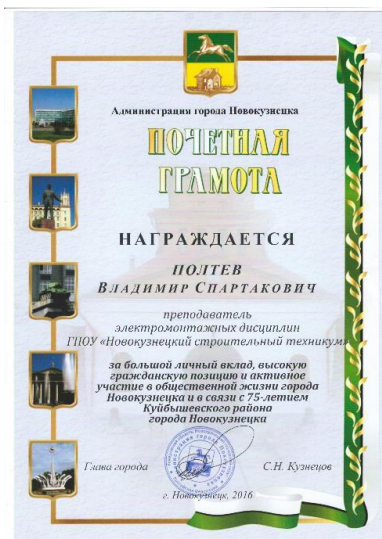 Администрация города Новокузнецка
ПОЧЕТНАЯ
ГРАМОТА
НАГРАЖДАЕТСЯ
ПОЛТЕВ
ВЛАДИМИР СПАРТАКОВИЧ
преподаватель
электромонтажных дисциплин
ГПОУ «Новокузнецкий строительный техникум»
за большой личный вклад, высокую
гражданскую позицию и активное
участие в общественной жизни города
Новокузнецка и в связи с 75-летием
Куйбышевского района
города Новокузнецка
Глава города С.Н. Кузнецов
г. Новокузнецк, 2016